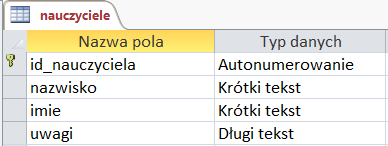 nauczyciele
Nazwa pola Typ danych
id_nauczyciela Autonumerowanie
nazwisko Krótki tekst
imie Krótki tekst
uwagi Długi tekst